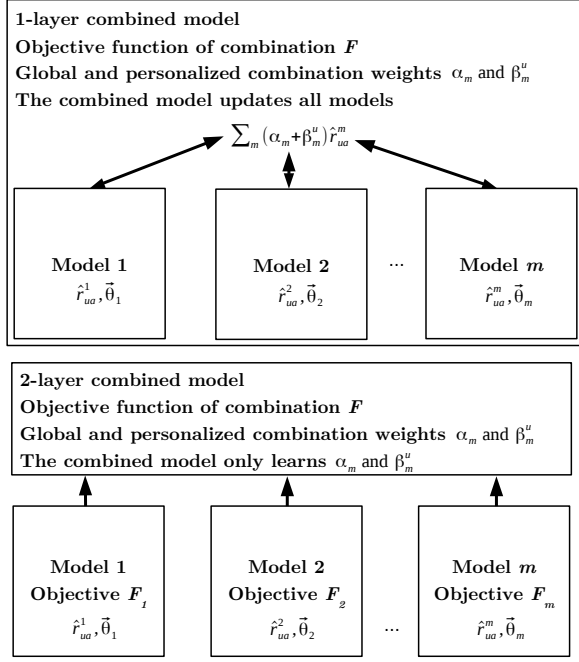 1-layer combined model
Objective function of combination F
Global and personalized combination weights α_m and β_m^u
The combined model updates all models
∑_m (α_m+β_m^u) r̂_ua^m
Model 1
r̂_ua^1, θ⃗_1
Model 2
r̂_ua^2, θ⃗_2
...
Model m
r̂_ua^m, θ⃗_m
2-layer combined model
Objective function of combination F
Global and personalized combination weights α_m and β_m^u
The combined model only learns α_m and β_m^u
Model 1
Objective F_1
r̂_ua^1, θ⃗_1
Model 2
Objective F_2
r̂_ua^2, θ⃗_2
...
Model m
Objective F_m
r̂_ua^m, θ⃗_m